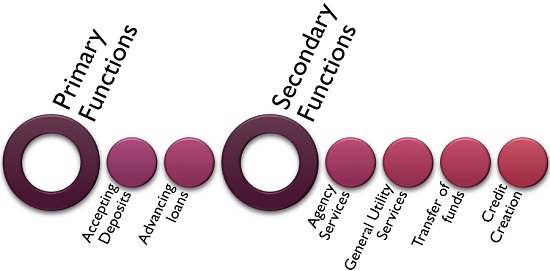 Primary
Functions
Accepting
Deposits
Advancing
loans
Secondary
Functions
Agency
Services
General Utility
Services
Transfer of
funds
Credit
Creation